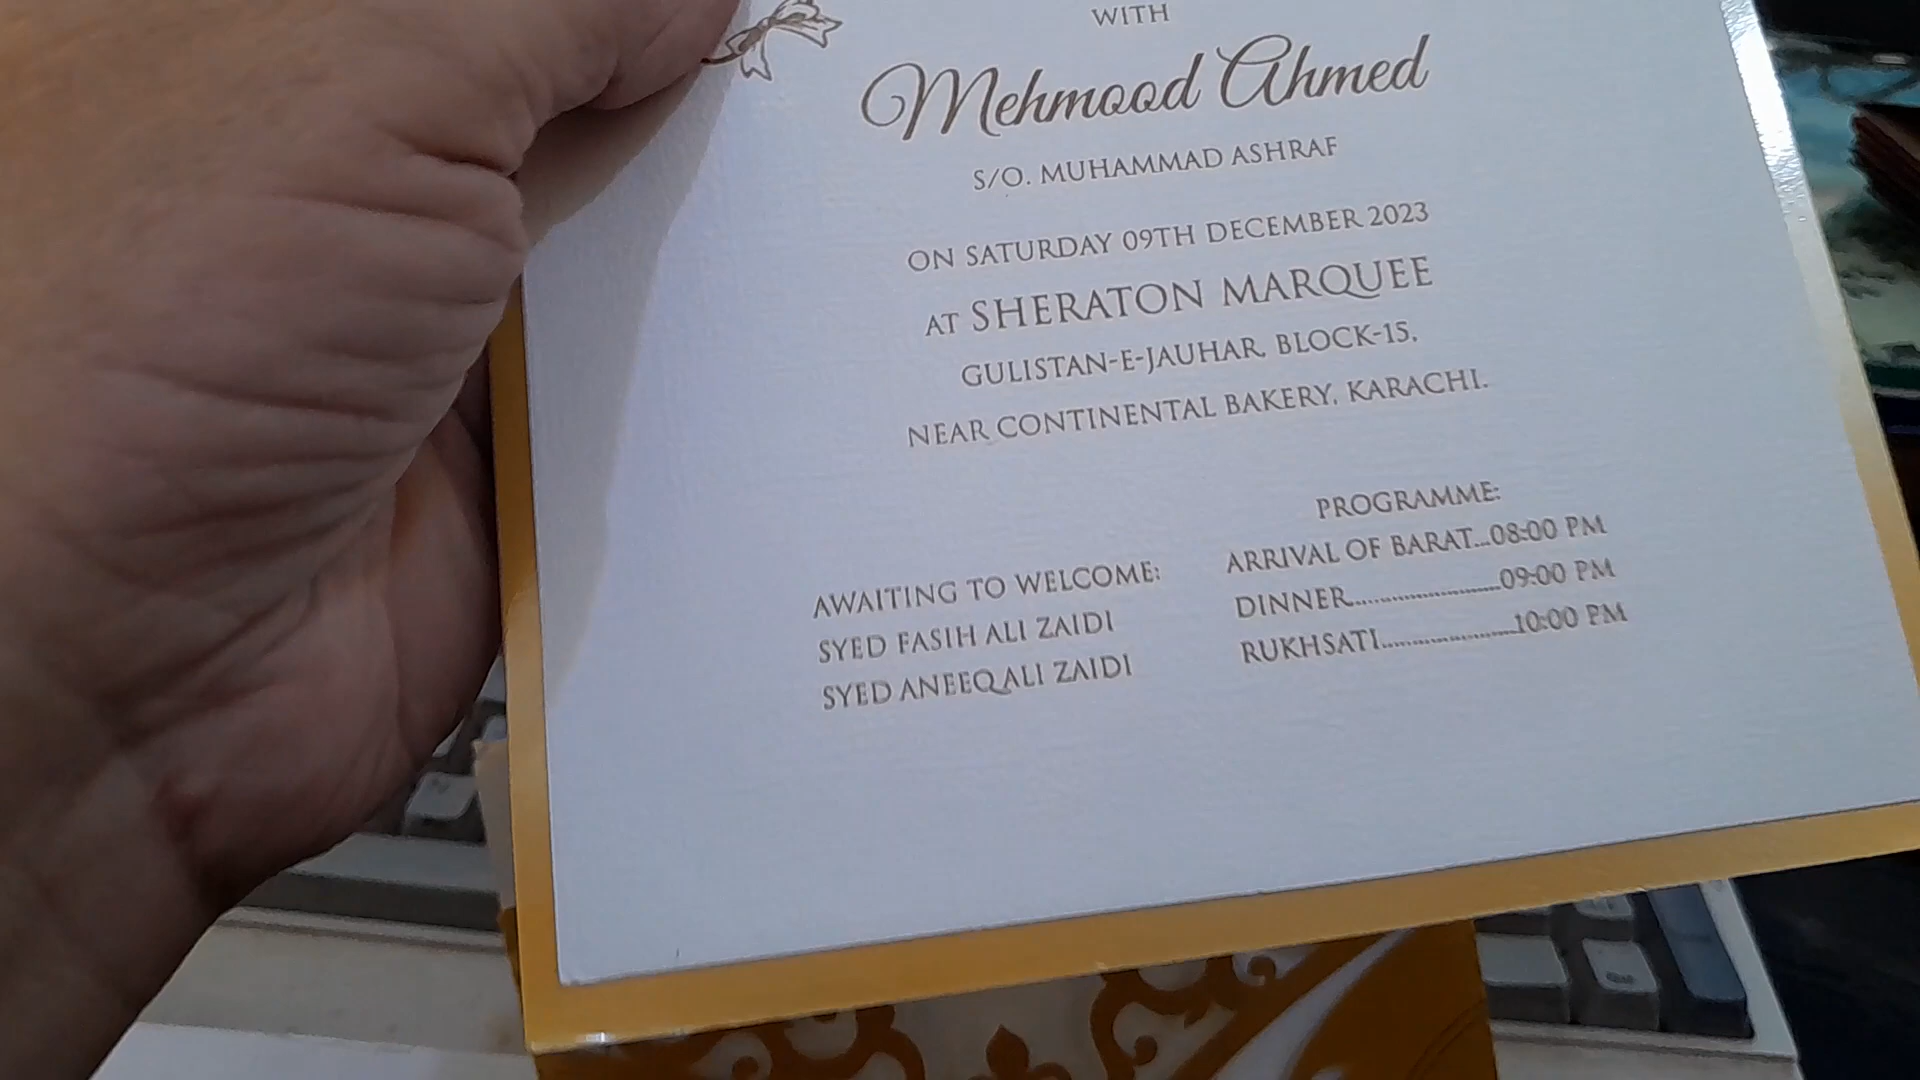 WITH
Mehmood Ahmed
S/O. MUHAMMAD ASHRAF
ON SATURDAY 09TH DECEMBER 2023
AT SHERATON MARQUEE
GULISTAN-E-JAUHAR, BLOCK-15,
NEAR CONTINENTAL BAKERY, KARACHI.
AWAITING TO WELCOME:
SYED FASIH ALI ZAIDI
SYED ANEEQ ALI ZAIDI
PROGRAMME:
ARRIVAL OF BARAT...08:00 PM
DINNER.........................09:00 PM
RUKHSATI.......................10:00 PM